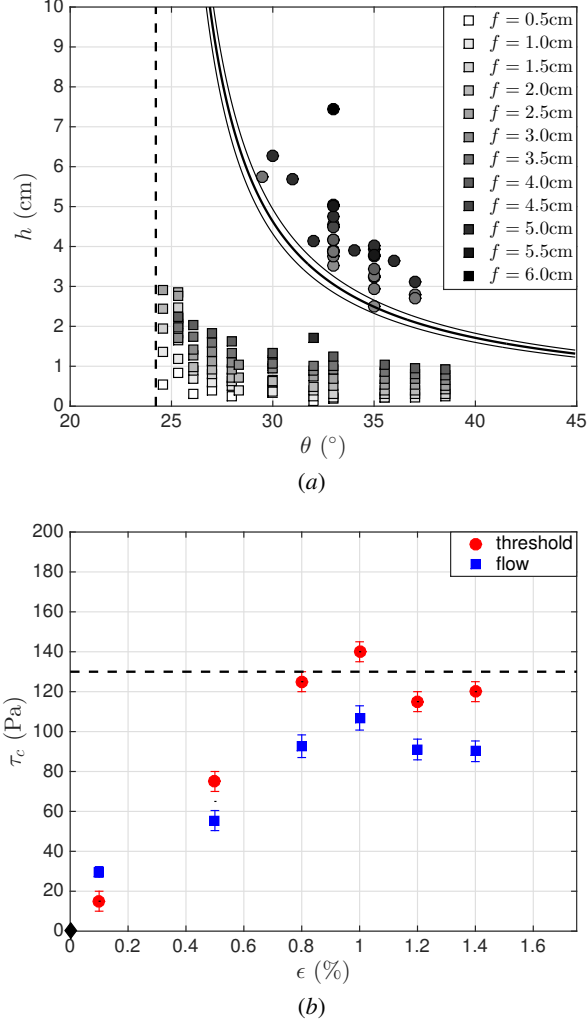 10
9
8
7
6
5
4
3
2
1
0
h (cm)
20
25
30
35
40
45
θ (°)
f = 0.5cm
f = 1.0cm
f = 1.5cm
f = 2.0cm
f = 2.5cm
f = 3.0cm
f = 3.5cm
f = 4.0cm
f = 4.5cm
f = 5.0cm
f = 5.5cm
f = 6.0cm
(a)
200
180
160
140
120
100
80
60
40
20
0
τc (Pa)
0
0.2
0.4
0.6
0.8
1
1.2
1.4
1.6
ϵ (%)
threshold
flow
(b)